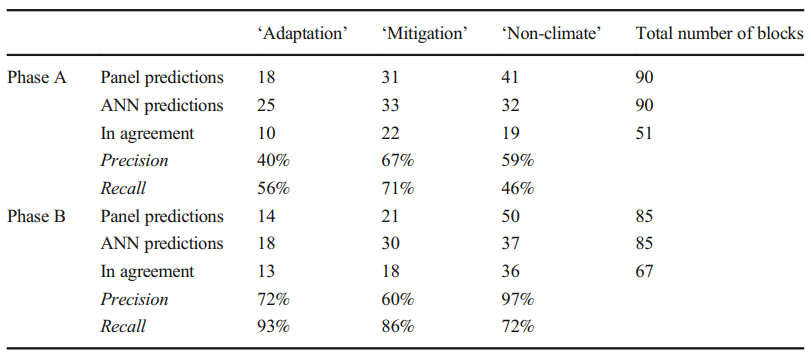 ‘Adaptation’ ‘Mitigation’ ‘Non-climate’ Total number of blocks
Phase A Panel predictions 18 31 41 90
ANN predictions 25 33 32 90
In agreement 10 22 19 51
Precision 40% 67% 59%
Recall 56% 71% 46%
Phase B Panel predictions 14 21 50 85
ANN predictions 18 30 37 85
In agreement 13 18 36 67
Precision 72% 60% 97%
Recall 93% 86% 72%